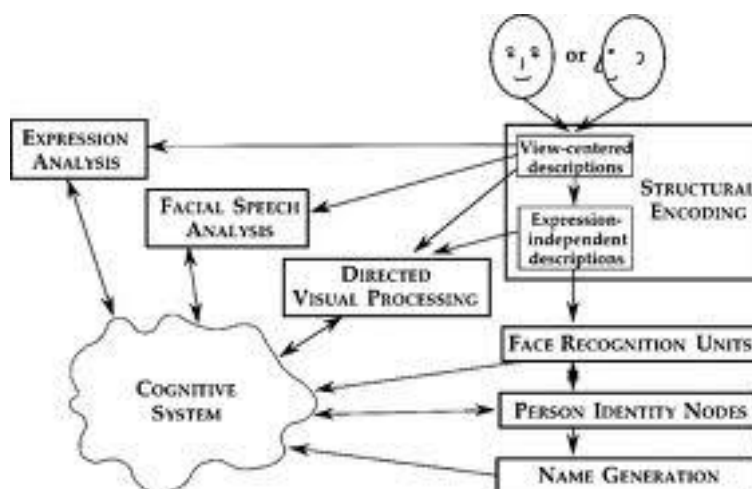 or
EXPRESSION
ANALYSIS
View-centered
descriptions
STRUCTURAL
ENCODING
FACIAL SPEECH
ANALYSIS
Expression-
independent
descriptions
DIRECTED
VISUAL PROCESSING
FACE RECOGNITION UNITS
COGNITIVE
SYSTEM
PERSON IDENTITY NODES
NAME GENERATION